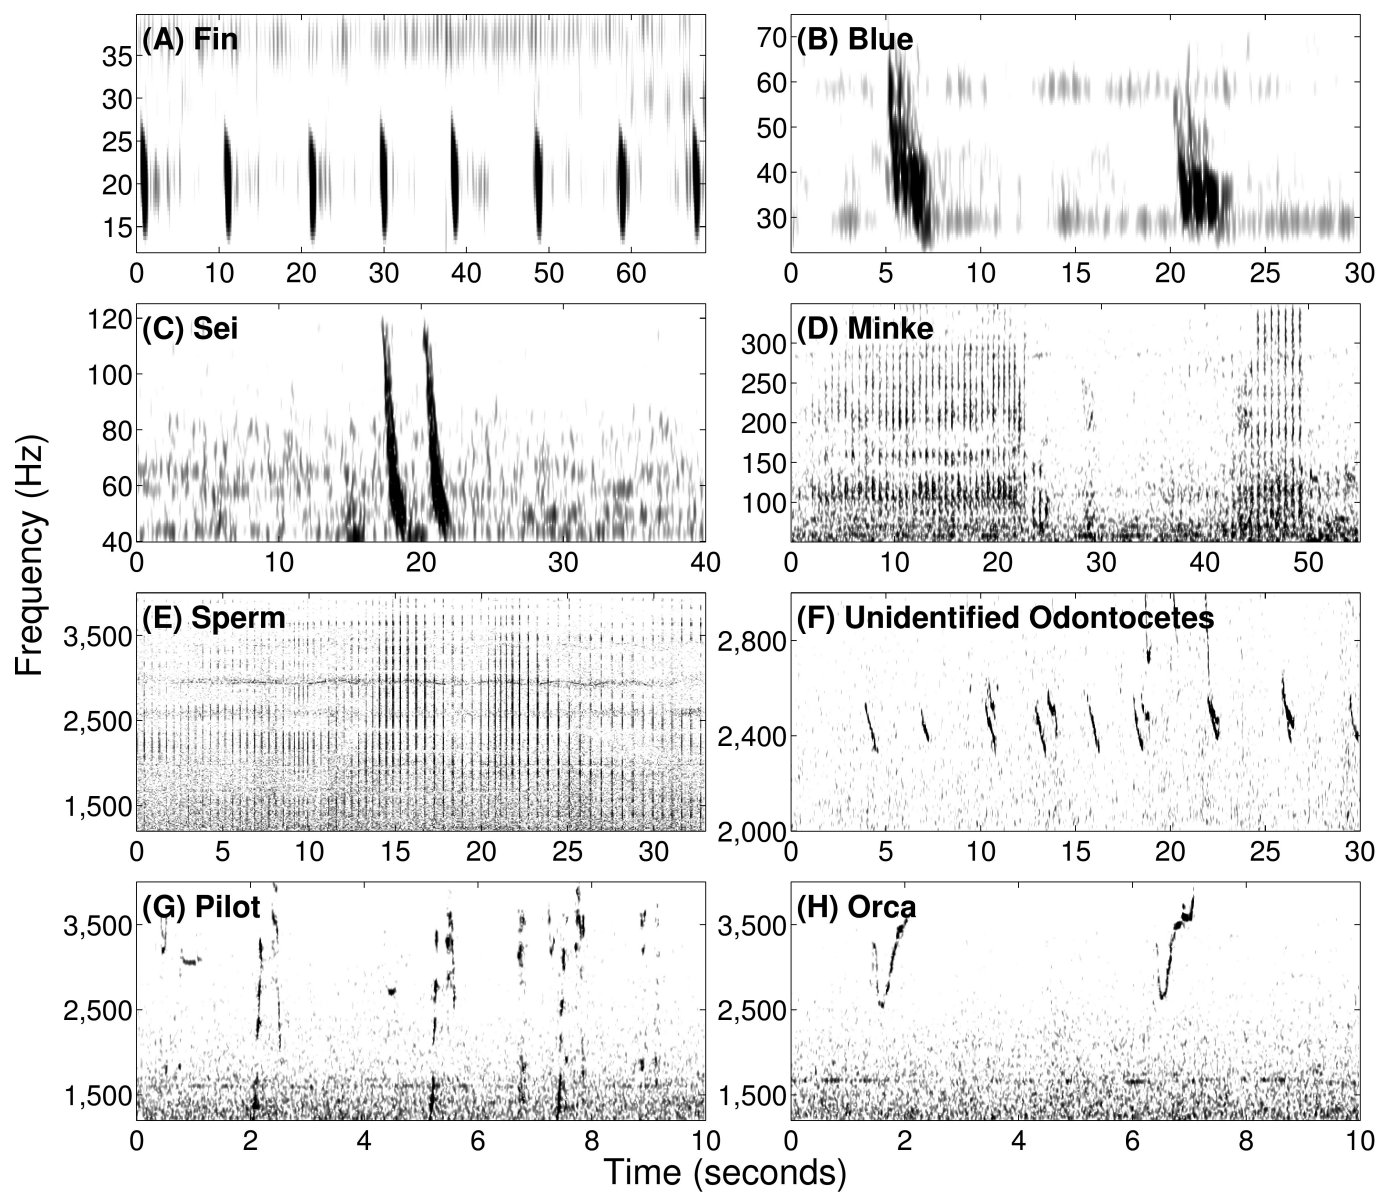 (A) Fin
35
30
25
20
15
0 10 20 30 40 50 60
(B) Blue
70
60
50
40
30
0 5 10 15 20 25 30
(C) Sei
120
100
80
60
40
0 10 20 30 40
(D) Minke
300
250
200
150
100
0 10 20 30 40 50
(E) Sperm
3,500
2,500
1,500
0 5 10 15 20 25 30
(F) Unidentified Odontocetes
2,800
2,400
2,000
0 5 10 15 20 25 30
(G) Pilot
3,500
2,500
1,500
0 2 4 6 8 10
(H) Orca
3,500
2,500
1,500
0 2 4 6 8 10
Frequency (Hz)
Time (seconds)